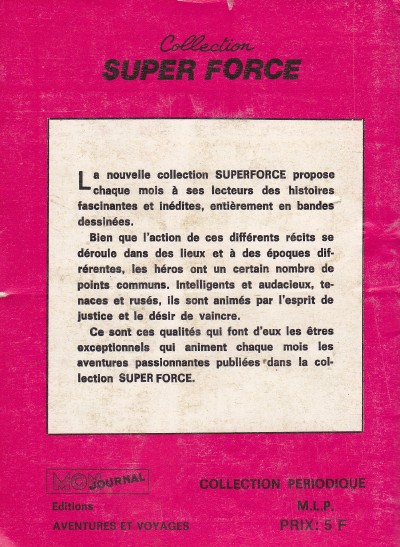 Collection
SUPER FORCE
La nouvelle collection SUPERFORCE propose
chaque mois à ses lecteurs des histoires
fascinantes et inédites, entièrement en bandes
dessinées.
Bien que l'action de ces différents récits se
déroule dans des lieux et à des époques dif-
férentes, les héros ont un certain nombre de
points communs. Intelligents et audacieux, te-
naces et rusés, ils sont animés par l'esprit de
justice et le désir de vaincre.
Ce sont ces qualités qui font d'eux les êtres
exceptionnels qui animent chaque mois les
aventures passionnantes publiées dans la col-
lection SUPER FORCE.
MON JOURNAL
Editions
AVENTURES ET VOYAGES
COLLECTION PERIODIQUE
M.L.P.
PRIX: 5 F